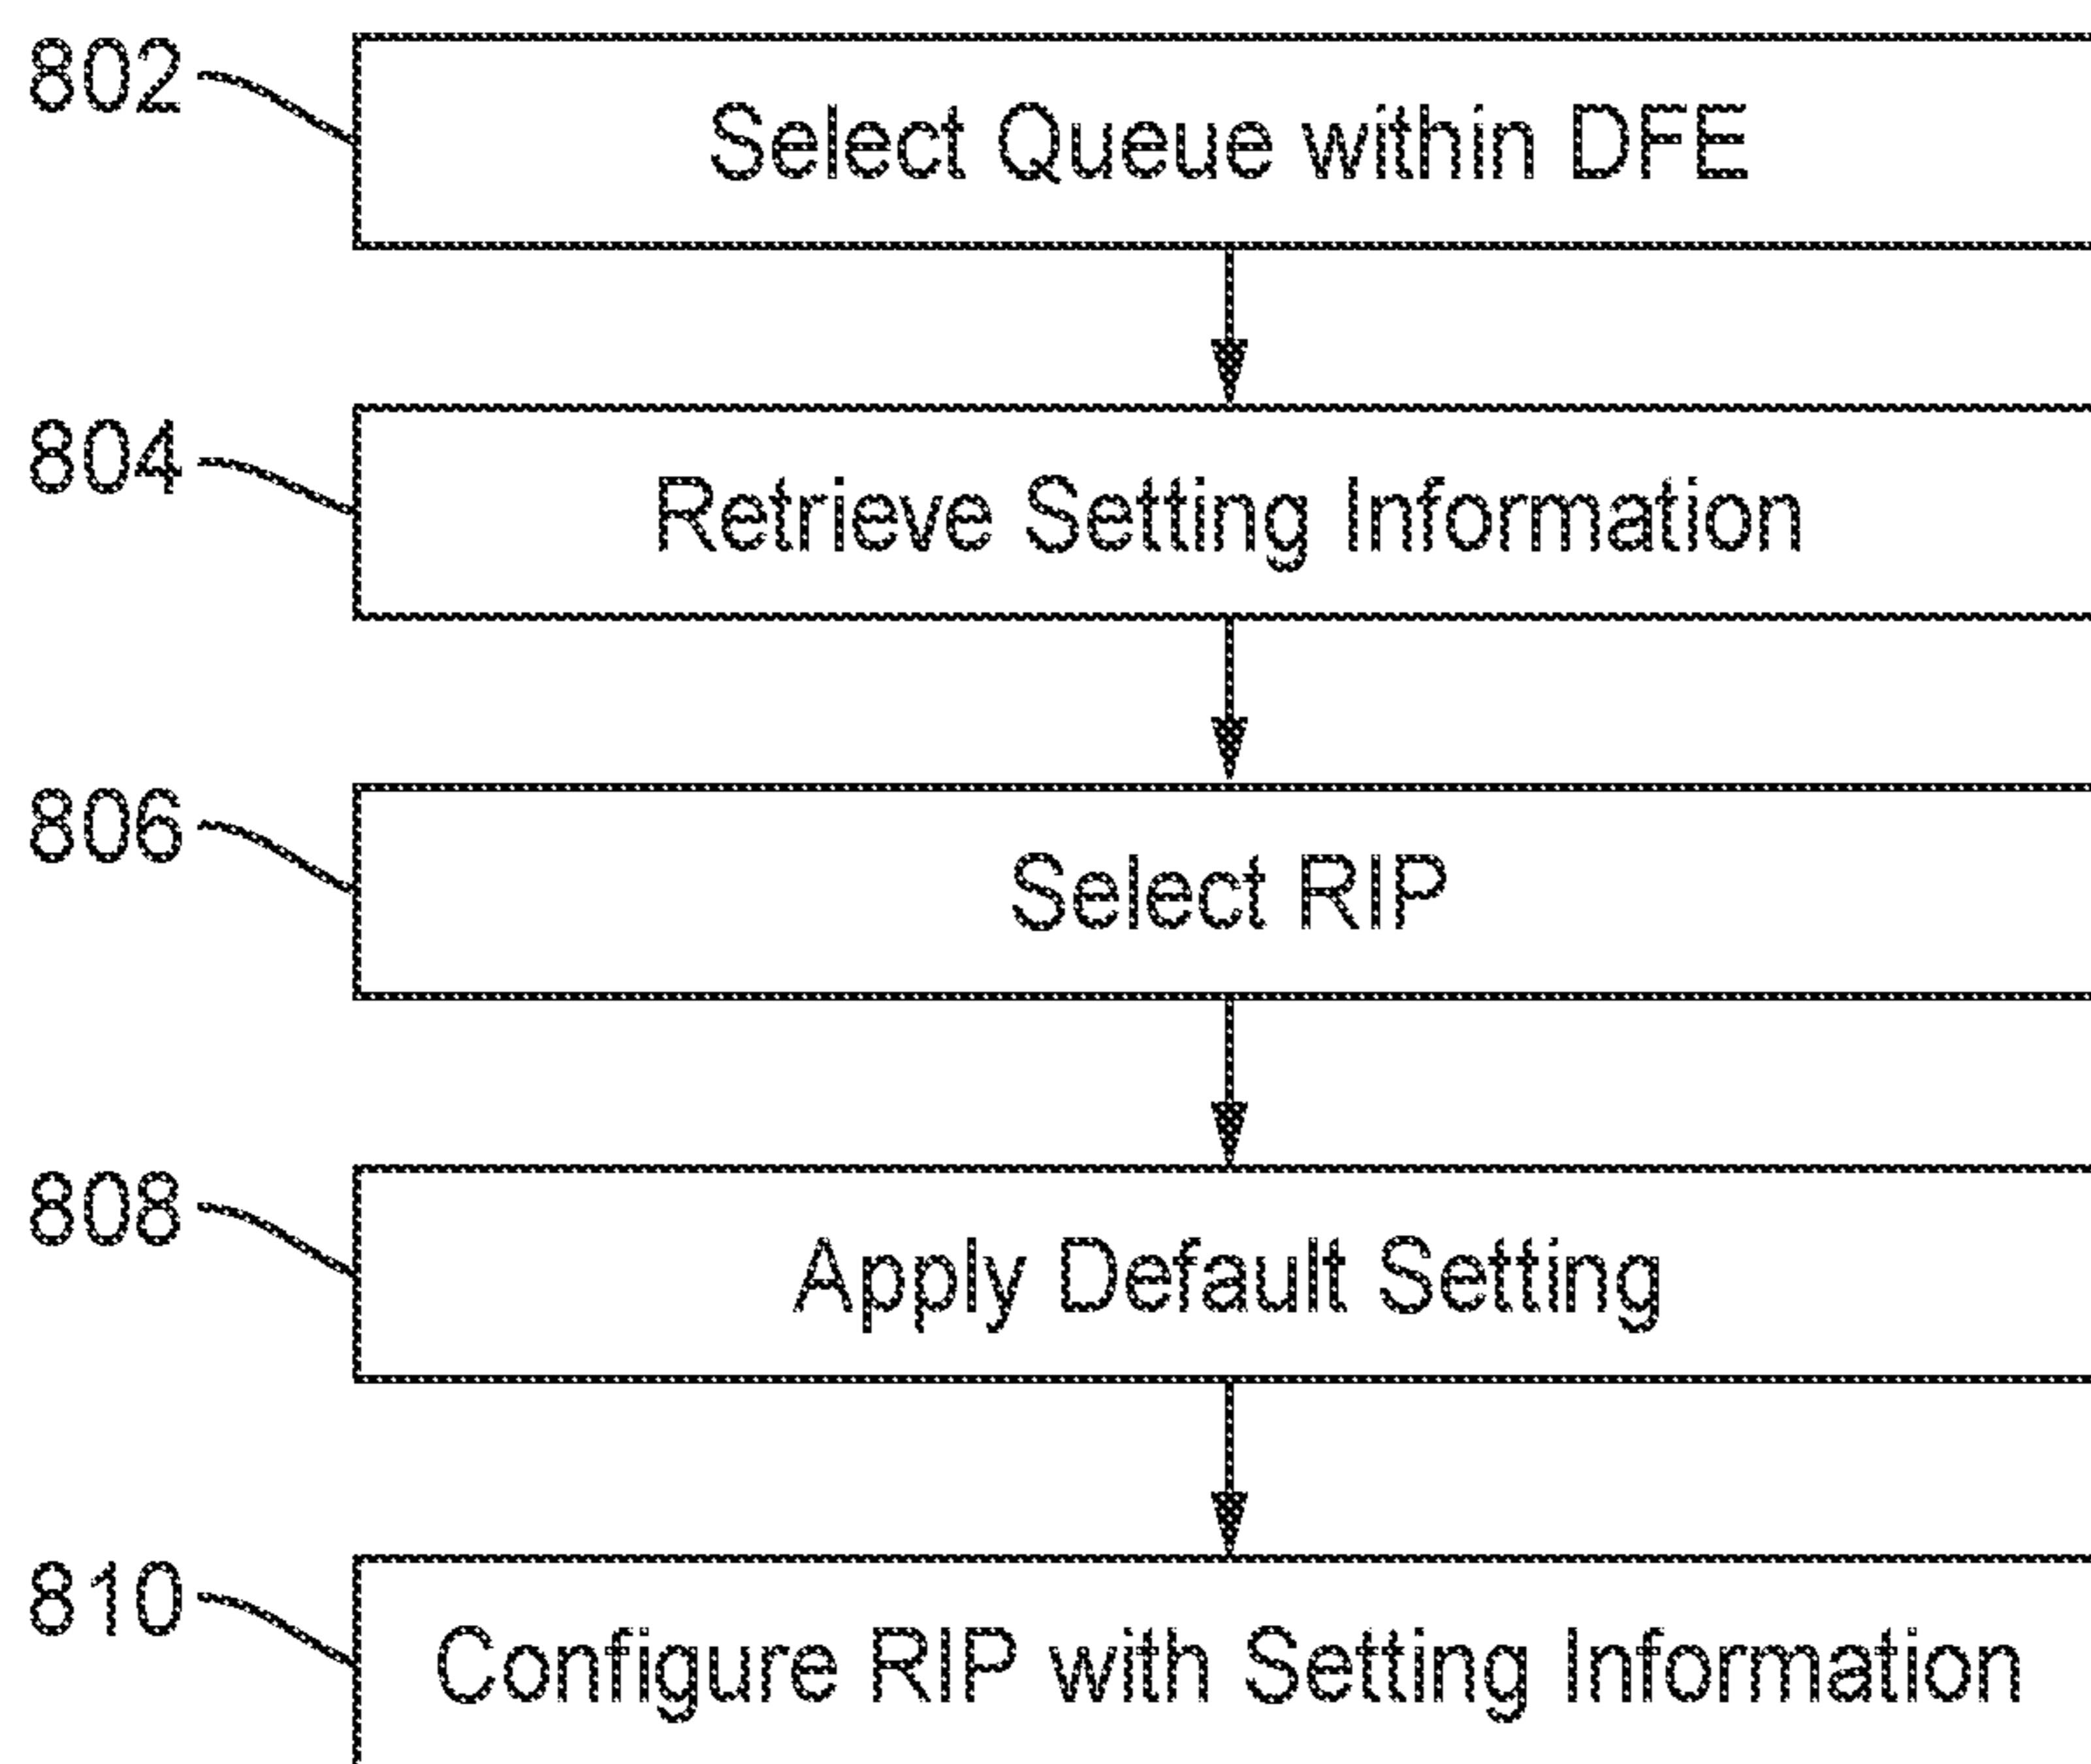 802
Select Queue within DFE
804
Retrieve Setting Information
806
Select RIP
808
Apply Default Setting
810
Configure RIP with Setting Information